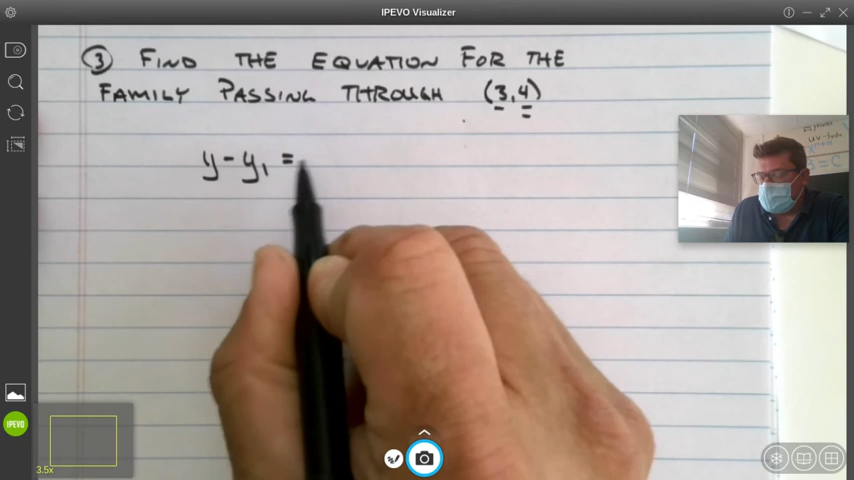 IPEVO Visualizer
③ FIND THE EQUATION FOR THE
FAMILY PASSING THROUGH (3,4)
y - y₁ =
IPEVO
3.5x